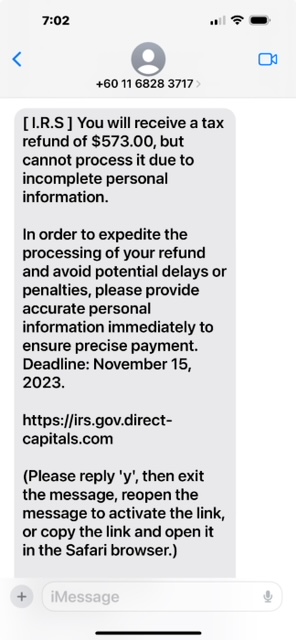 7:02
+60 11 6828 3717 >
[ I.R.S ] You will receive a tax
refund of $573.00, but
cannot process it due to
incomplete personal
information.
In order to expedite the
processing of your refund
and avoid potential delays or
penalties, please provide
accurate personal
information immediately to
ensure precise payment.
Deadline: November 15,
2023.
https://irs.gov.direct-
capitals.com
(Please reply 'y', then exit
the message, reopen the
message to activate the link,
or copy the link and open it
in the Safari browser.)
iMessage